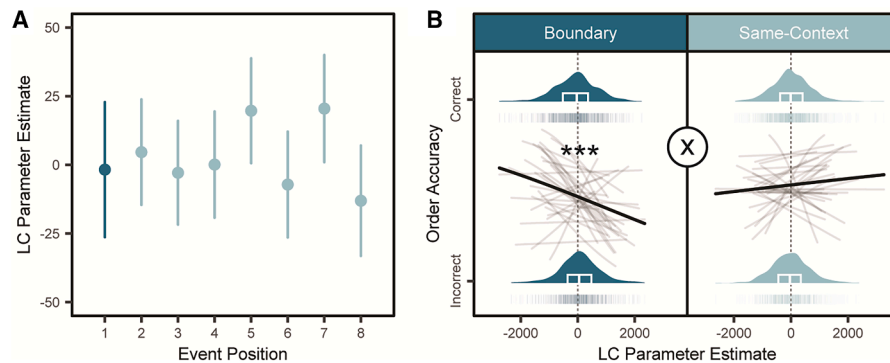 A
LC Parameter Estimate
50
25
0
-25
-50
1 2 3 4 5 6 7 8
Event Position
B
Boundary
Same-Context
Order Accuracy
Correct
Incorrect
***
X
-2000 0 2000
-2000 0 2000
LC Parameter Estimate